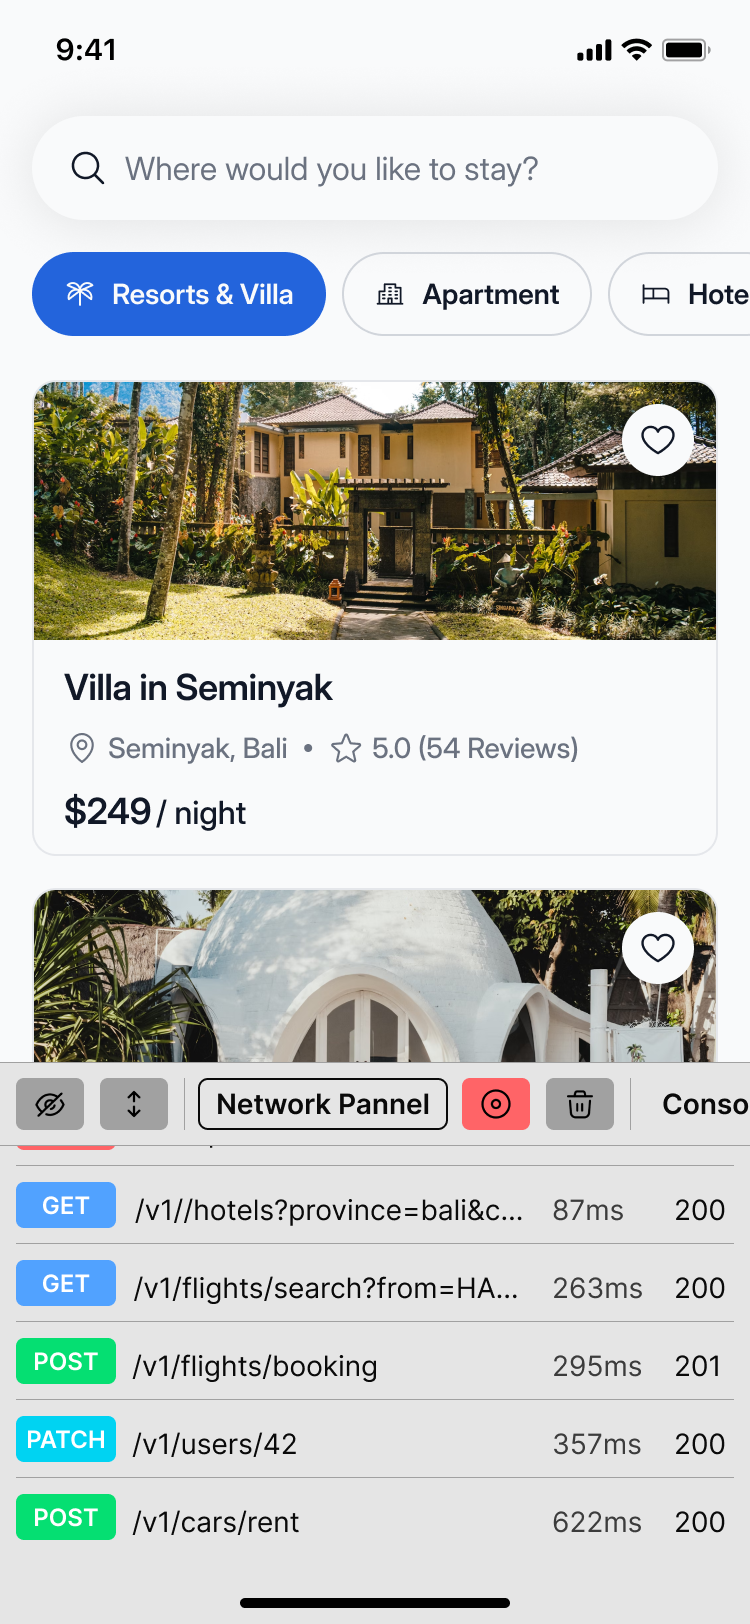 9:41
Where would you like to stay?
Resorts & Villa
Apartment
Hote
Villa in Seminyak
Seminyak, Bali • 5.0 (54 Reviews)
$249 / night
Network Pannel
Conso
GET /v1//hotels?province=bali&c... 87ms 200
GET /v1/flights/search?from=HA... 263ms 200
POST /v1/flights/booking 295ms 201
PATCH /v1/users/42 357ms 200
POST /v1/cars/rent 622ms 200